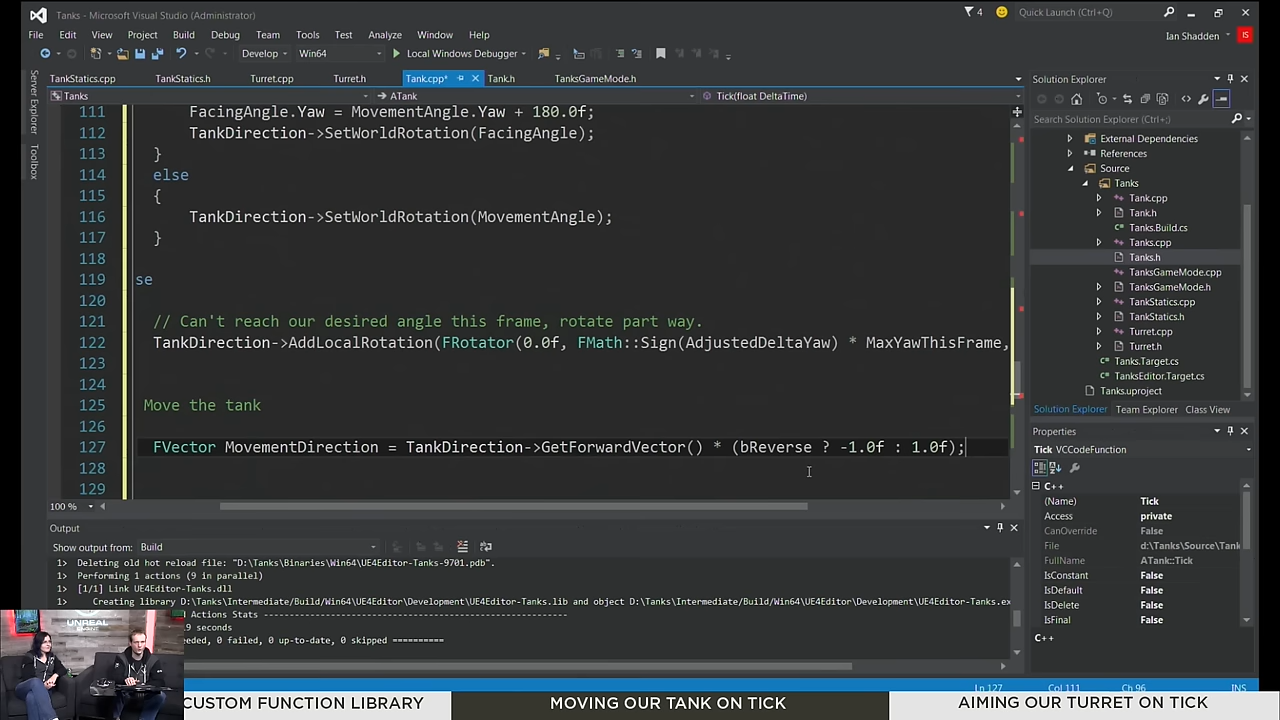 Tanks - Microsoft Visual Studio (Administrator)
4
Quick Launch (Ctrl+Q)
File Edit View Project Build Debug Team Tools Test Analyze Window Help
Ian Shadden
IS
Develop Win64 Local Windows Debugger
Server Explorer
Toolbox
TankStatics.cpp TankStatics.h Turret.cpp Turret.h Tank.cpp* Tank.h TanksGameMode.h
Tanks ATank Tick(float DeltaTime)
111 FacingAngle.Yaw = MovementAngle.Yaw + 180.0f;
112 TankDirection->SetWorldRotation(FacingAngle);
113 }
114 else
115 {
116 TankDirection->SetWorldRotation(MovementAngle);
117 }
118
119 se
120
121 // Can't reach our desired angle this frame, rotate part way.
122 TankDirection->AddLocalRotation(FRotator(0.0f, FMath::Sign(AdjustedDeltaYaw) * MaxYawThisFrame,
123
124
125 Move the tank
126
127 FVector MovementDirection = TankDirection->GetForwardVector() * (bReverse ? -1.0f : 1.0f);
128
129
100 %
Output
Show output from: Build
1> Deleting old hot reload file: "D:\Tanks\Binaries\Win64\UE4Editor-Tanks-9701.pdb".
1> Performing 1 actions (9 in parallel)
1> [1/1] Link UE4Editor-Tanks.dll
1> Creating library D:\Tanks\Intermediate\Build\Win64\UE4Editor\Development\UE4Editor-Tanks.lib and object D:\Tanks\Intermediate\Build\Win64\UE4Editor\Development\UE4Editor-Tanks.ex
Actions Stats
9 seconds
eeded, 0 failed, 0 up-to-date, 0 skipped ==========
Solution Explorer
Search Solution Explorer (Ctrl+;)
External Dependencies
References
Source
Tanks
Tank.cpp
Tank.h
Tanks.Build.cs
Tanks.cpp
Tanks.h
TanksGameMode.cpp
TanksGameMode.h
TankStatics.cpp
TankStatics.h
Turret.cpp
Turret.h
Tanks.Target.cs
TanksEditor.Target.cs
Tanks.uproject
Solution Explorer Team Explorer Class View
Properties
Tick VCCodeFunction
C++
(Name) Tick
Access private
CanOverride False
File d:\Tanks\Source\Tank
FullName ATank::Tick
IsConstant False
IsDefault False
IsDelete False
IsFinal False
C++
Ln 127 Col 111 Ch 96 INS
UNREAL
CUSTOM FUNCTION LIBRARY
MOVING OUR TANK ON TICK
AIMING OUR TURRET ON TICK